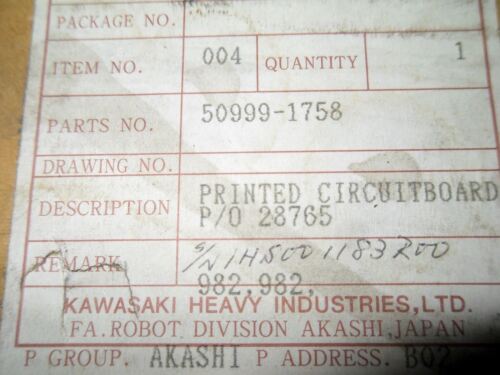 PACKAGE NO.
ITEM NO. 004 QUANTITY 1
PARTS NO. 50999-1758
DRAWING NO.
DESCRIPTION PRINTED CIRCUITBOARD
P/O 28765
REMARK S/N 1H5001183200
982,982,
KAWASAKI HEAVY INDUSTRIES,LTD.
FA.ROBOT DIVISION AKASHI,JAPAN
P GROUP. AKASHI P ADDRESS. B02